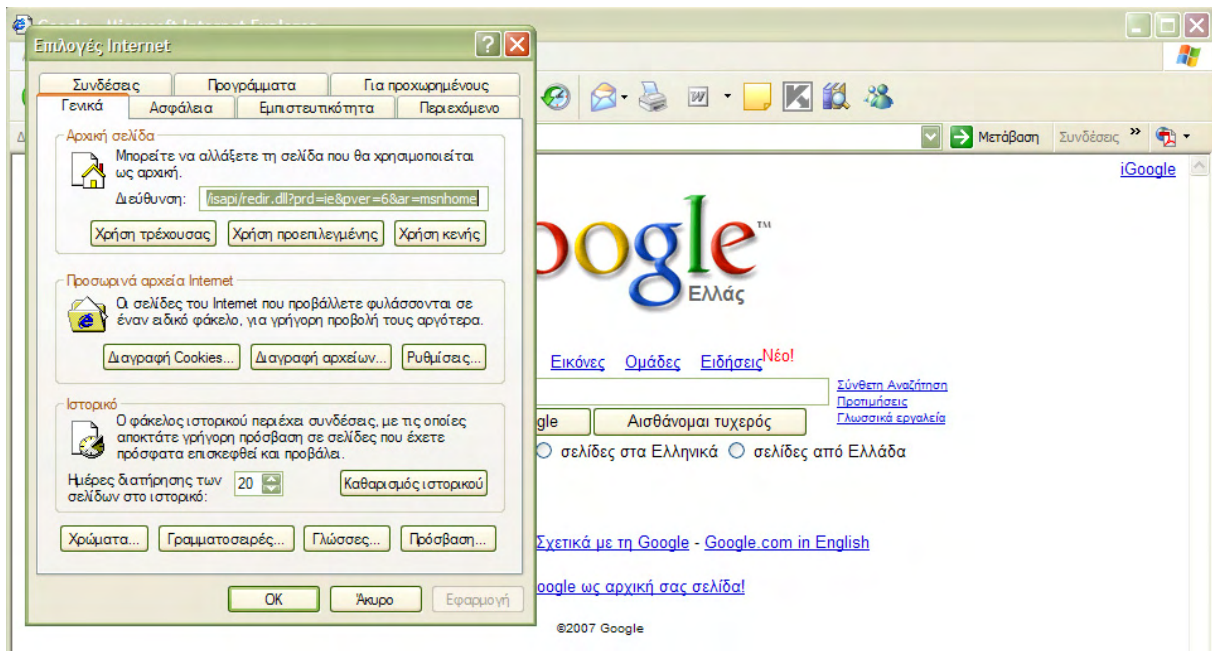 Google - Microsoft Internet Explorer
Επιλογές Internet
Συνδέσεις Προγράμματα Για προχωρημένους
Γενικά Ασφάλεια Εμπιστευτικότητα Περιεχόμενο
Αρχική σελίδα
Μπορείτε να αλλάξετε τη σελίδα που θα χρησιμοποιείται
ως αρχική.
Διεύθυνση: /isapi/redir.dll?prd=ie&pver=6&ar=msnhome
Χρήση τρέχουσας Χρήση προεπιλεγμένης Χρήση κενής
Προσωρινά αρχεία Internet
Οι σελίδες του Internet που προβάλλετε φυλάσσονται σε
έναν ειδικό φάκελο, για γρήγορη προβολή τους αργότερα.
Διαγραφή Cookies... Διαγραφή αρχείων... Ρυθμίσεις...
Ιστορικό
Ο φάκελος ιστορικού περιέχει συνδέσεις, με τις οποίες
αποκτάτε γρήγορη πρόσβαση σε σελίδες που έχετε
πρόσφατα επισκεφθεί και προβάλει.
Ημέρες διατήρησης των
σελίδων στο ιστορικό:
20
Καθαρισμός ιστορικού
Χρώματα... Γραμματοσειρές... Γλώσσες... Πρόσβαση...
OK Άκυρο Εφαρμογή
Μετάβαση Συνδέσεις »
iGoogle
oogle™
Ελλάς
Εικόνες Ομάδες Ειδήσεις Νέο!
Σύνθετη Αναζήτηση
Προτιμήσεις
Γλωσσικά εργαλεία
gle Αισθάνομαι τυχερός
σελίδες στα Ελληνικά σελίδες από Ελλάδα
Σχετικά με τη Google - Google.com in English
oogle ως αρχική σας σελίδα!
©2007 Google